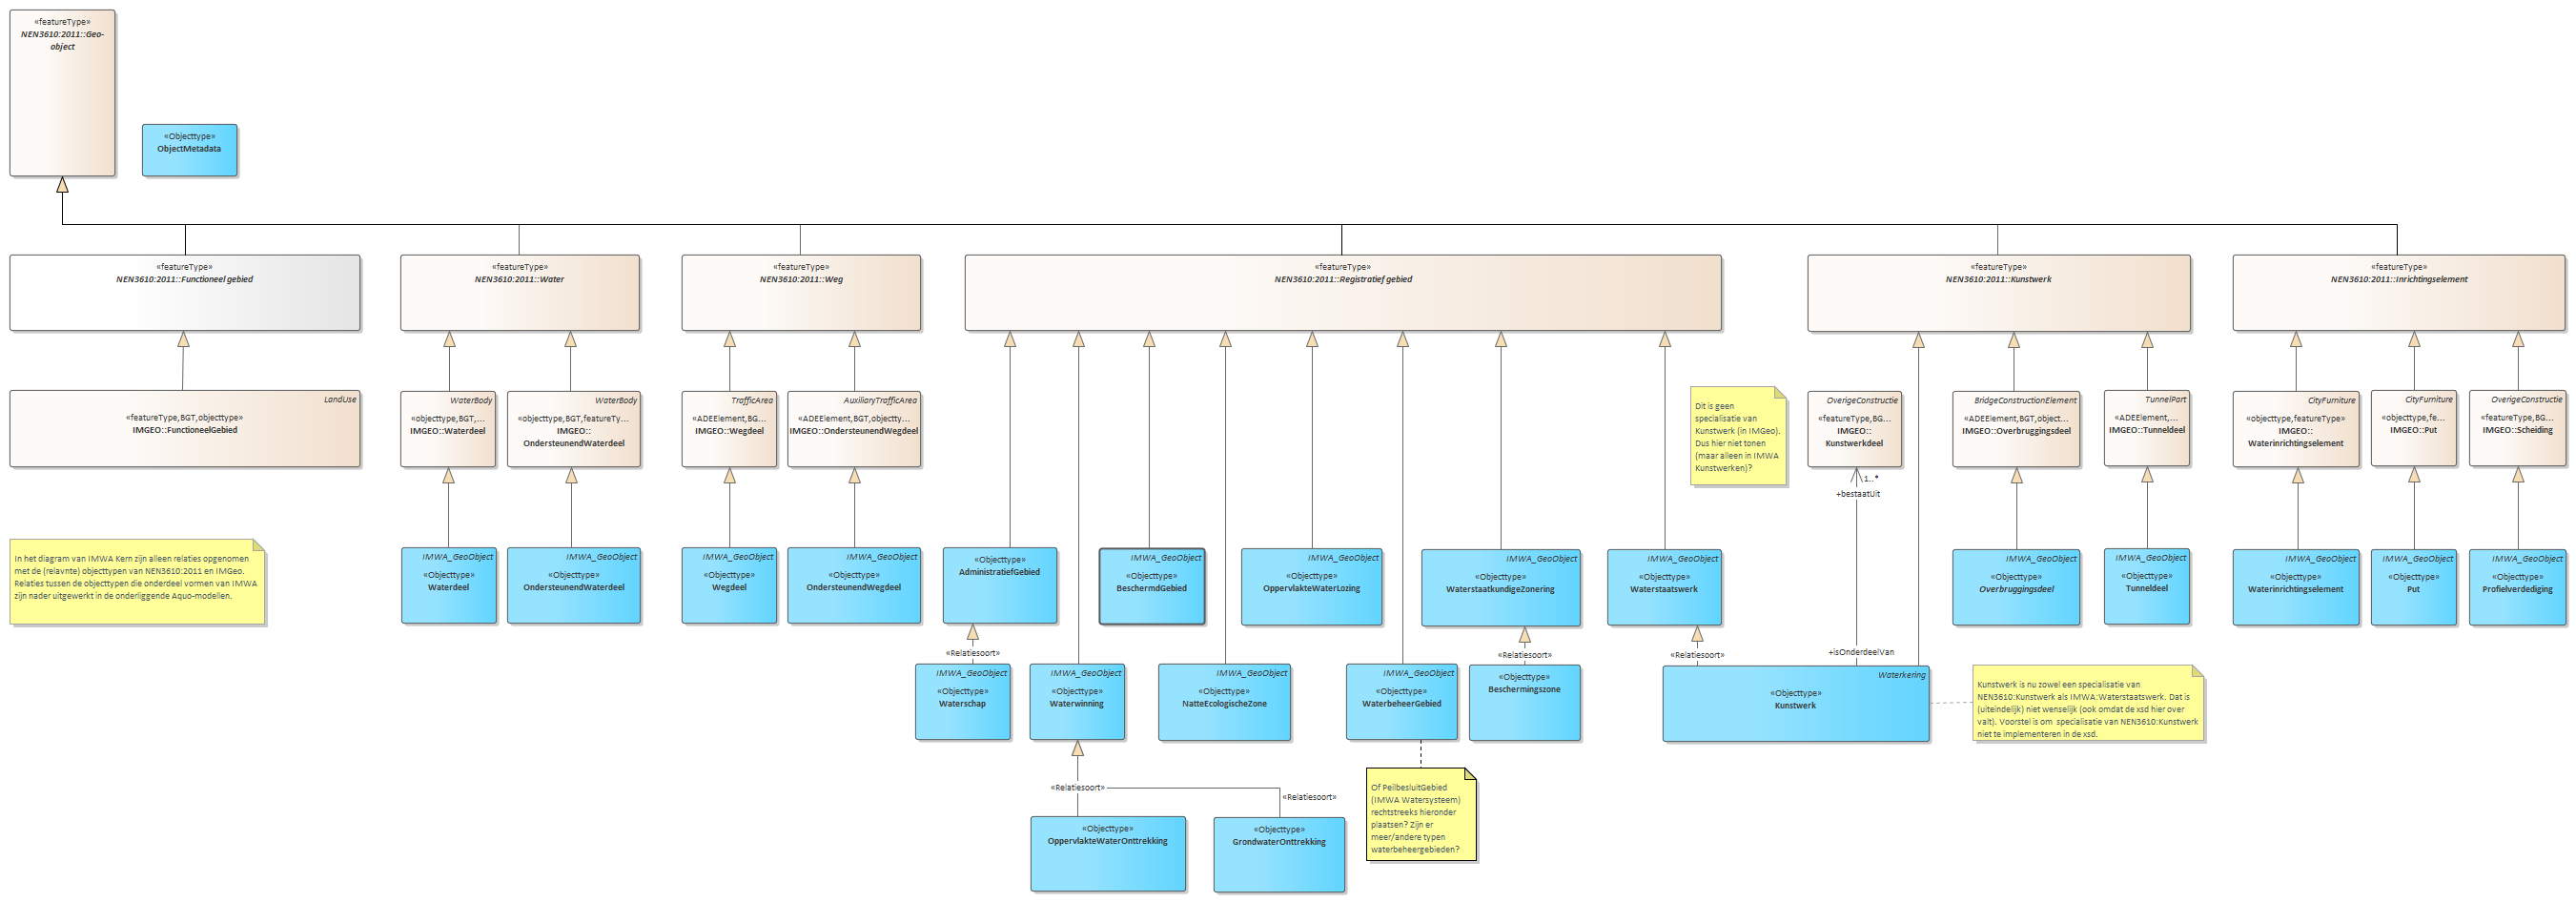 «featureType»
NEN3610:2011::Geo-
object
«Objecttype»
ObjectMetadata
«featureType»
NEN3610:2011::Functioneel gebied
«featureType»
NEN3610:2011::Water
«featureType»
NEN3610:2011::Weg
«featureType»
NEN3610:2011::Registratief gebied
«featureType»
NEN3610:2011::Kunstwerk
«featureType»
NEN3610:2011::Inrichtingselement
LandUse
«featureType,BGT,objecttype»
IMGEO::FunctioneelGebied
WaterBody
«objecttype,BGT,...
IMGEO::Waterdeel
WaterBody
«objecttype,BGT,featureTy...
IMGEO::
OndersteunendWaterdeel
TrafficArea
«ADEElement,BG...
IMGEO::Wegdeel
AuxiliaryTrafficArea
«ADEElement,BGT,objectty...
IMGEO::OndersteunendWegdeel
Dit is geen
specialisatie van
Kunstwerk (in IMGeo).
Dus hier niet tonen
(maar alleen in IMWA
Kunstwerken)?
OverigeConstructie
«featureType,BG...
IMGEO::
Kunstwerkdeel
BridgeConstructionElement
«ADEElement,BGT,object...
IMGEO::Overbruggingsdeel
TunnelPart
«ADEElement,...
IMGEO::Tunneldeel
CityFurniture
«objecttype,featureType»
IMGEO::
Waterinrichtingselement
CityFurniture
«objecttype,fe...
IMGEO::Put
OverigeConstructie
«featureType,BG...
IMGEO::Scheiding
1..*
+bestaatUit
In het diagram van IMWA Kern zijn alleen relaties opgenomen
met de (relavnte) objecttypen van NEN3610:2011 en IMGeo.
Relaties tussen de objecttypen die onderdeel vormen van IMWA
zijn nader uitgewerkt in de onderliggende Aquo-modellen.
IMWA_GeoObject
«Objecttype»
Waterdeel
IMWA_GeoObject
«Objecttype»
OndersteunendWaterdeel
IMWA_GeoObject
«Objecttype»
Wegdeel
IMWA_GeoObject
«Objecttype»
OndersteunendWegdeel
«Objecttype»
AdministratiefGebied
IMWA_GeoObject
«Objecttype»
BeschermdGebied
IMWA_GeoObject
«Objecttype»
OppervlakteWaterLozing
IMWA_GeoObject
«Objecttype»
WaterstaatkundigeZonering
IMWA_GeoObject
«Objecttype»
Waterstaatswerk
IMWA_GeoObject
«Objecttype»
Overbruggingsdeel
IMWA_GeoObject
«Objecttype»
Tunneldeel
IMWA_GeoObject
«Objecttype»
Waterinrichtingselement
IMWA_GeoObject
«Objecttype»
Put
IMWA_GeoObject
«Objecttype»
Profielverdediging
«Relatiesoort»
«Relatiesoort»
«Relatiesoort»
+isOnderdeelVan
IMWA_GeoObject
«Objecttype»
Waterschap
IMWA_GeoObject
«Objecttype»
Waterwinning
IMWA_GeoObject
«Objecttype»
NatteEcologischeZone
IMWA_GeoObject
«Objecttype»
WaterbeheerGebied
«Objecttype»
Beschermingszone
Waterkering
«Objecttype»
Kunstwerk
Kunstwerk is nu zowel een specialisatie van
NEN3610:Kunstwerk als IMWA:Waterstaatswerk. Dat is
(uiteindelijk) niet wenselijk (ook omdat de xsd hier over
valt). Voorstel is om  specialisatie van NEN3610:Kunstwerk
niet te implementeren in de xsd.
«Relatiesoort»
«Relatiesoort»
Of PeilbesluitGebied
(IMWA Watersysteem)
rechtstreeks hieronder
plaatsen? Zijn er
meer/andere typen
waterbeheergebieden?
«Objecttype»
OppervlakteWaterOnttrekking
«Objecttype»
GrondwaterOnttrekking